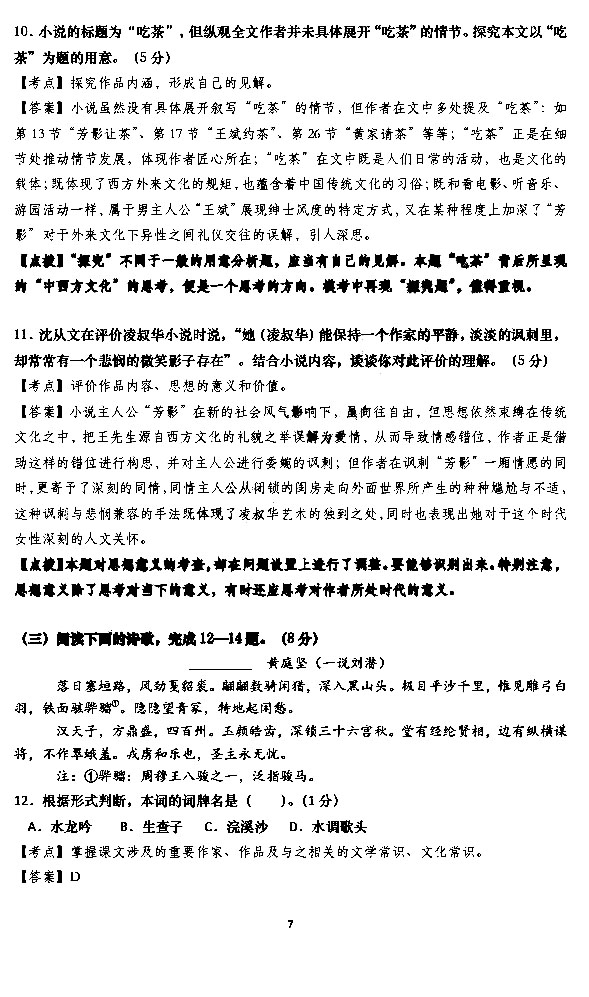 10．小说的标题为“吃茶”，但纵观全文作者并未具体展开“吃茶”的情节。探究本文以“吃
茶”为题的用意。（5 分）
【考点】探究作品内涵，形成自己的见解。
【答案】小说虽然没有具体展开叙写“吃茶”的情节，但作者在文中多处提及“吃茶”：如
第 13 节“芳影让茶”、第 17 节“王斌约茶”、第 26 节“黄家请茶”等等；“吃茶”正是在细
节处推动情节发展，体现作者匠心所在；“吃茶”在文中既是人们日常的活动，也是文化的
载体；既体现了西方外来文化的规矩，也蕴含着中国传统文化的习俗；既和看电影、听音乐、
游园活动一样，属于男主人公“王斌”展现绅士风度的特定方式，又在某种程度上加深了“芳
影”对于外来文化下异性之间礼仪交往的误解，引人深思。
【点拨】“探究”不同于一般的用意分析题，应当有自己的见解。本题“吃茶”背后所呈现
的“中西方文化”的思考，便是一个思考的方向。模考中再现“探究题”，值得重视。
11．沈从文在评价凌叔华小说时说，“她（凌叔华）能保持一个作家的平静，淡淡的讽刺里，
却常常有一个悲悯的微笑影子存在”。结合小说内容，谈谈你对此评价的理解。（5 分）
【考点】评价作品内容、思想的意义和价值。
【答案】小说主人公“芳影”在新的社会风气影响下，虽向往自由，但思想依然束缚在传统
文化之中，把王先生源自西方文化的礼貌之举误解为爱情，从而导致情感错位，作者正是借
助这样的错位进行构思，并对主人公进行委婉的讽刺；但作者在讽刺“芳影”一厢情愿的同
时，更寄予了深刻的同情，同情主人公从闭锁的闺房走向外面世界所产生的种种尴尬与不适，
这种讽刺与悲悯兼容的手法既体现了凌叔华艺术的独到之处，同时也表现出她对于这个时代
女性深刻的人文关怀。
【点拨】本题对思想意义的考查，却在问题设置上进行了调整。要能够识别出来。特别注意，
思想意义除了思考对当下的意义，有时还应思考对作者所处时代的意义。
（三）阅读下面的诗歌，完成 12—14 题。（8 分）
________ 黄庭坚（一说刘潜）
落日塞垣路，风劲戛貂裘。翩翩数骑闲猎，深入黑山头。极目平沙千里，惟见雕弓白
羽，铁面骇骅骝①。隐隐望青冢，特地起闲愁。
汉天子，方鼎盛，四百州。玉颜皓齿，深锁三十六宫秋。堂有经纶贤相，边有纵横谋
将，不作翠蛾羞。戎虏和乐也，圣主永无忧。
注：①骅骝：周穆王八骏之一，泛指骏马。
12．根据形式判断，本词的词牌名是（ ）。（1 分）
A．水龙吟 B．生查子 C．浣溪沙 D．水调歌头
【考点】掌握课文涉及的重要作家、作品及与之相关的文学常识、文化常识。
【答案】D
7